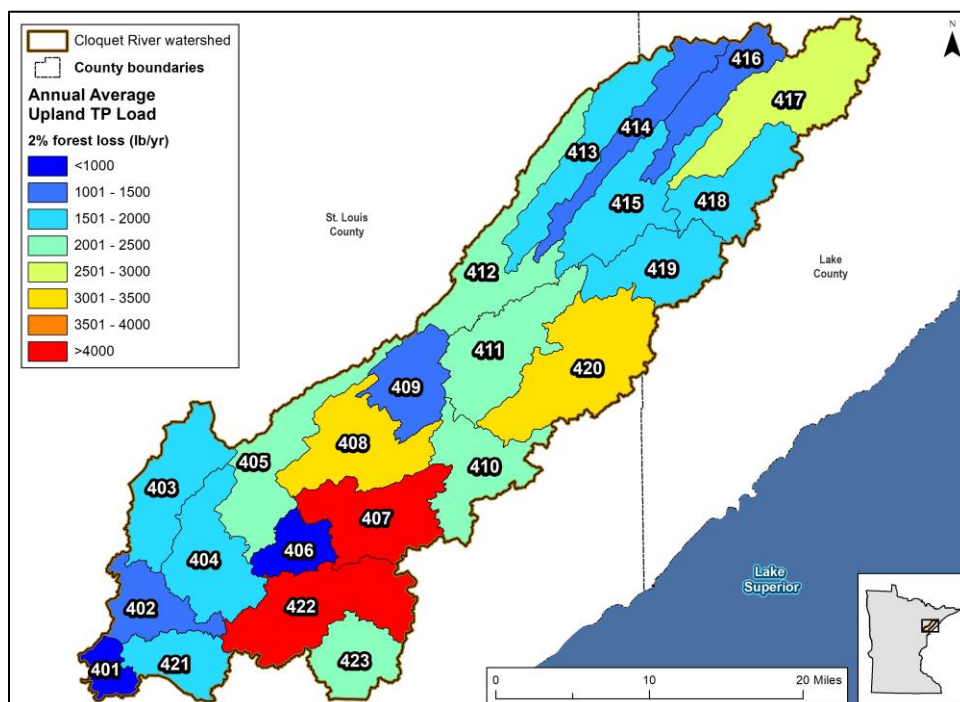 Cloquet River watershed
County boundaries
Annual Average
Upland TP Load
2% forest loss (lb/yr)
<1000
1001 - 1500
1501 - 2000
2001 - 2500
2501 - 3000
3001 - 3500
3501 - 4000
>4000
N
416
417
414
413
415
418
St. Louis
County
412
419
Lake
County
411
420
409
408
405
410
403
407
406
404
Lake
Superior
422
402
423
401
421
0 10 20 Miles